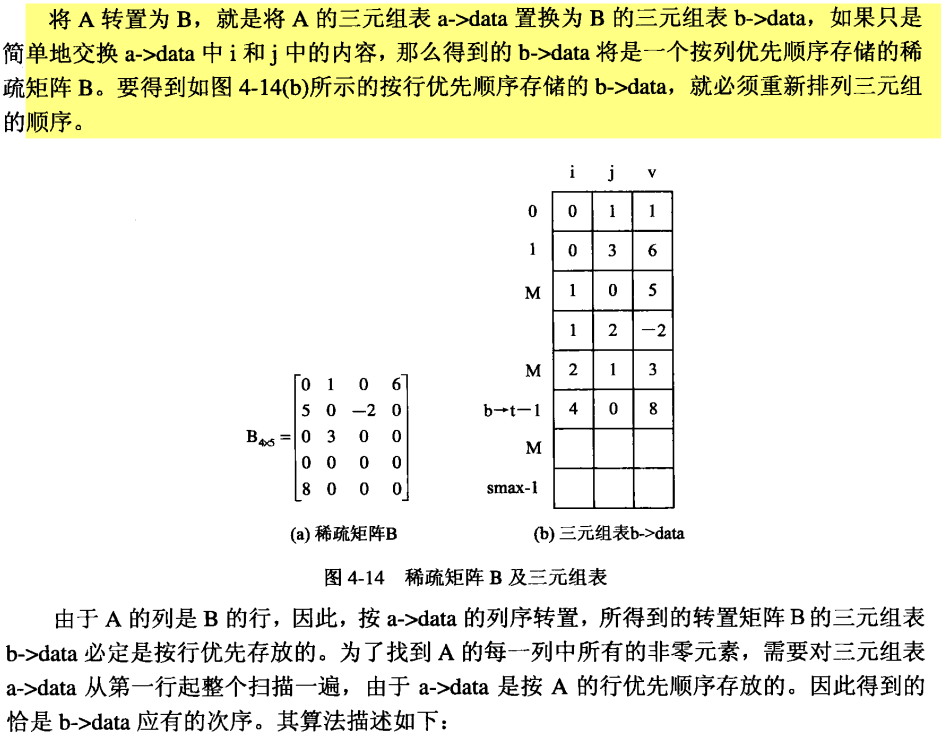 将 A 转置为 B，就是将 A 的三元组表 a->data 置换为 B 的三元组表 b->data，如果只是
简单地交换 a->data 中 i 和 j 中的内容，那么得到的 b->data 将是一个按列优先顺序存储的稀
疏矩阵 B。要得到如图 4-14(b)所示的按行优先顺序存储的 b->data，就必须重新排列三元组
的顺序。
i j v
0 0 1 1
1 0 3 6
M 1 0 5
1 2 −2
M 2 1 3
b→t−1 4 0 8
M
smax-1
0 1 0 6
5 0 −2 0
B4x5 = 0 3 0 0
0 0 0 0
8 0 0 0
(a) 稀疏矩阵B
(b) 三元组表b->data
图 4-14 稀疏矩阵 B 及三元组表
由于 A 的列是 B 的行，因此，按 a->data 的列序转置，所得到的转置矩阵 B 的三元组表
b->data 必定是按行优先存放的。为了找到 A 的每一列中所有的非零元素，需要对三元组表
a->data 从第一行起整个扫描一遍，由于 a->data 是按 A 的行优先顺序存放的。因此得到的
恰是 b->data 应有的次序。其算法描述如下：